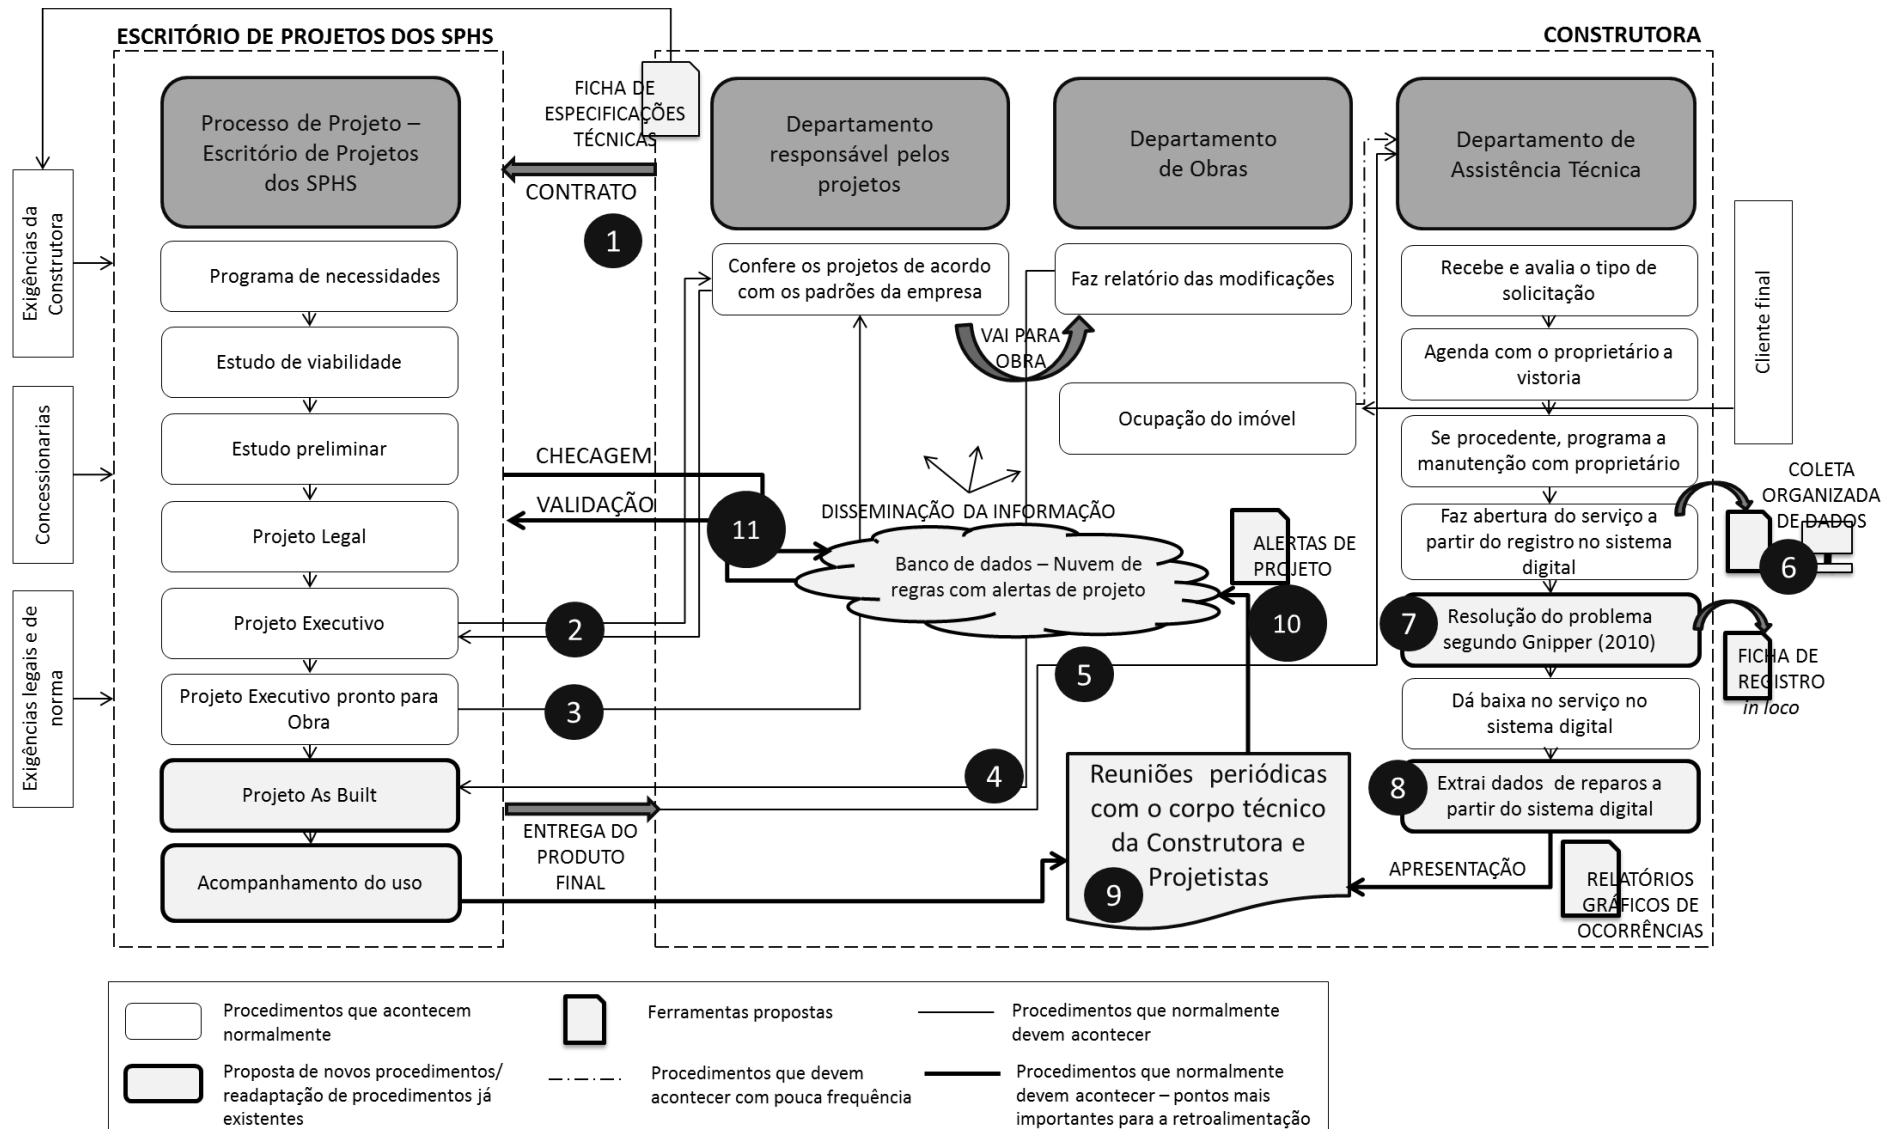 ESCRITÓRIO DE PROJETOS DOS SPHS
CONSTRUTORA
Exigências da
Construtora
Concessionarias
Exigências legais e de
norma
Processo de Projeto –
Escritório de Projetos
dos SPHS
Programa de necessidades
Estudo de viabilidade
Estudo preliminar
Projeto Legal
Projeto Executivo
Projeto Executivo pronto para
Obra
Projeto As Built
Acompanhamento do uso
FICHA DE
ESPECIFICAÇÕES
TÉCNICAS
CONTRATO
1
CHECAGEM
VALIDAÇÃO
11
2
3
4
5
ENTREGA DO
PRODUTO
FINAL
Departamento
responsável pelos
projetos
Confere os projetos de acordo
com os padrões da empresa
VAI PARA
OBRA
Departamento
de Obras
Faz relatório das modificações
Ocupação do imóvel
DISSEMINAÇÃO DA INFORMAÇÃO
Banco de dados – Nuvem de
regras com alertas de projeto
ALERTAS DE
PROJETO
10
Reuniões periódicas
com o corpo técnico
da Construtora e
Projetistas
9
Departamento de
Assistência Técnica
Recebe e avalia o tipo de
solicitação
Agenda com o proprietário a
vistoria
Se procedente, programa a
manutenção com proprietário
Faz abertura do serviço a
partir do registro no sistema
digital
7
Resolução do problema
segundo Gnipper (2010)
Dá baixa no serviço no
sistema digital
8
Extrai dados de reparos a
partir do sistema digital
APRESENTAÇÃO
RELATÓRIOS
GRÁFICOS DE
OCORRÊNCIAS
Cliente final
COLETA
ORGANIZADA
DE DADOS
6
FICHA DE
REGISTRO
in loco
Procedimentos que acontecem
normalmente
Proposta de novos procedimentos/
readaptação de procedimentos já
existentes
Ferramentas propostas
Procedimentos que devem
acontecer com pouca frequência
Procedimentos que normalmente
devem acontecer
Procedimentos que normalmente
devem acontecer – pontos mais
importantes para a retroalimentação